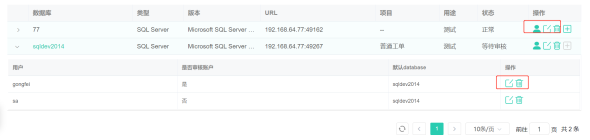 数据库 类型 版本 URL 项目 用途 状态 操作
77 SQL Server Microsoft SQL Server ... 192.168.64.77:49162 -- 测试 正常
sqldev2014 SQL Server Microsoft SQL Server ... 192.168.64.77:49267 普通工单 测试 等待审核
用户 是否审核账户 默认database 操作
gongfei 是 sqldev2014
sa 否 sqldev2014
1 10条/页 前往 1 页 共2条